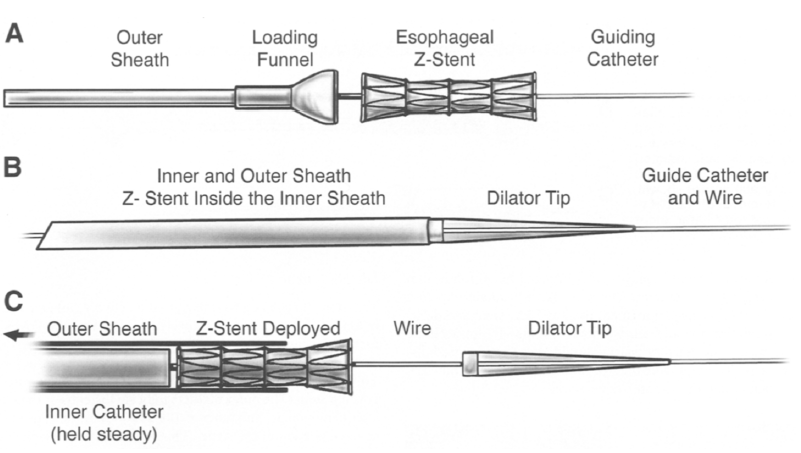 A
Outer
Sheath
Loading
Funnel
Esophageal
Z-Stent
Guiding
Catheter
B
Inner and Outer Sheath
Z- Stent Inside the Inner Sheath
Dilator Tip
Guide Catheter
and Wire
C
Outer Sheath
Z-Stent Deployed
Wire
Dilator Tip
Inner Catheter
(held steady)